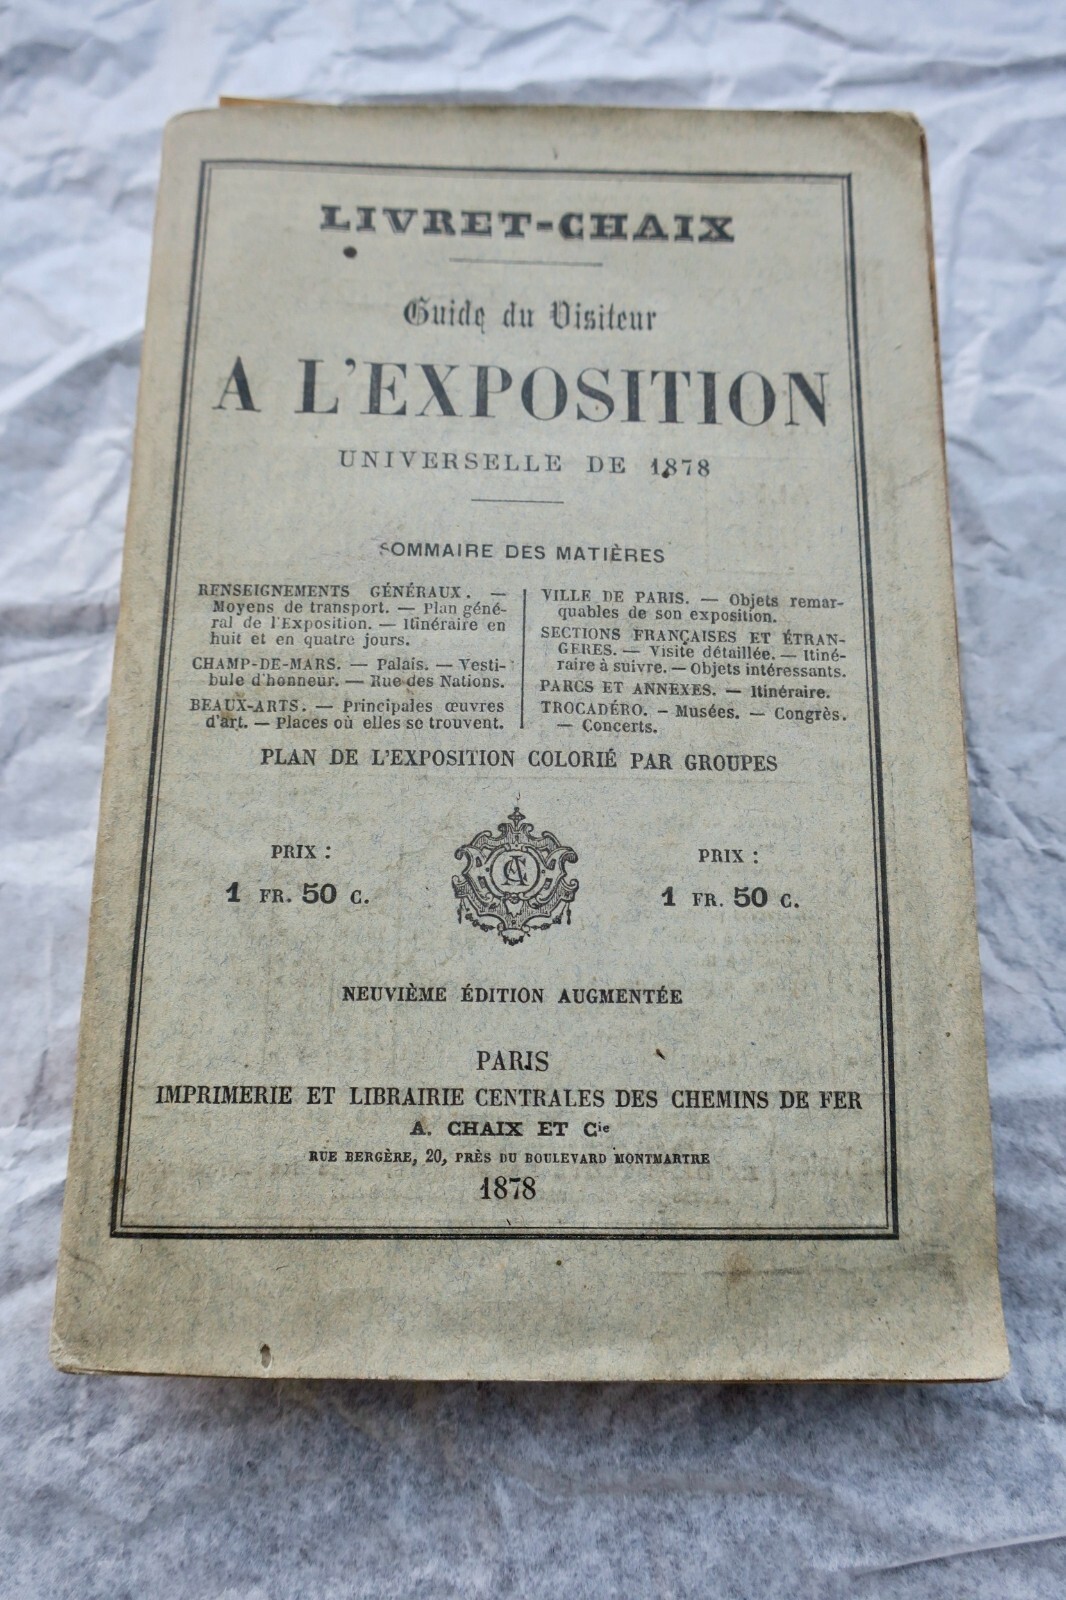 LIVRET-CHAIX
Guide du Visiteur
A L'EXPOSITION
UNIVERSELLE DE 1878
SOMMAIRE DES MATIÈRES
RENSEIGNEMENTS GÉNÉRAUX. —
Moyens de transport. — Plan géné-
ral de l'Exposition. — Itinéraire en
huit et en quatre jours.
CHAMP-DE-MARS. — Palais. — Vesti-
bule d'honneur. — Rue des Nations.
BEAUX-ARTS. — Principales œuvres
d'art. — Places où elles se trouvent.
VILLE DE PARIS. — Objets remar-
quables de son exposition.
SECTIONS FRANÇAISES ET ÉTRAN-
GÈRES. — Visite détaillée. — Itiné-
raire à suivre. — Objets intéressants.
PARCS ET ANNEXES. — Itinéraire.
TROCADÉRO. — Musées. — Congrès.
— Concerts.
PLAN DE L'EXPOSITION COLORIÉ PAR GROUPES
PRIX :
1 FR. 50 C.
AC
PRIX :
1 FR. 50 C.
NEUVIÈME ÉDITION AUGMENTÉE
PARIS
IMPRIMERIE ET LIBRAIRIE CENTRALES DES CHEMINS DE FER
A. CHAIX ET Cie
RUE BERGÈRE, 20, PRÈS DU BOULEVARD MONTMARTRE
1878